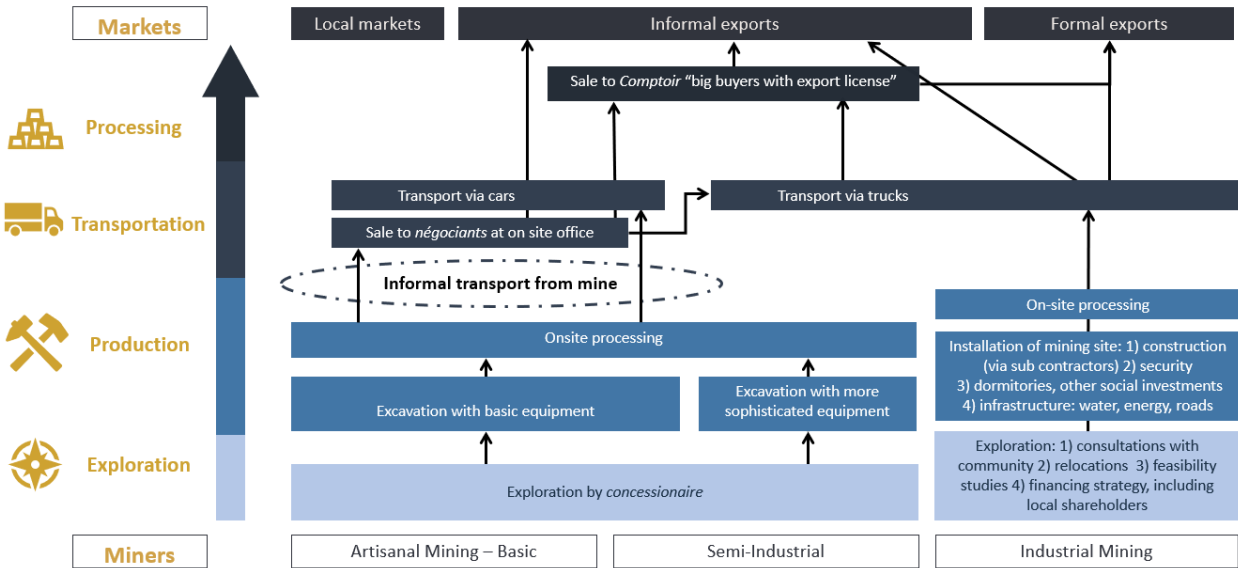 Markets
Local markets
Informal exports
Formal exports
Sale to Comptoir “big buyers with export license”
Processing
Transportation
Transport via cars
Transport via trucks
Sale to négociants at on site office
Informal transport from mine
Production
Onsite processing
On-site processing
Excavation with basic equipment
Excavation with more
sophisticated equipment
Installation of mining site: 1) construction
(via sub contractors) 2) security
3) dormitories, other social investments
4) infrastructure: water, energy, roads
Exploration
Exploration by concessionaire
Exploration: 1) consultations with
community 2) relocations 3) feasibility
studies 4) financing strategy, including
local shareholders
Miners
Artisanal Mining – Basic
Semi-Industrial
Industrial Mining